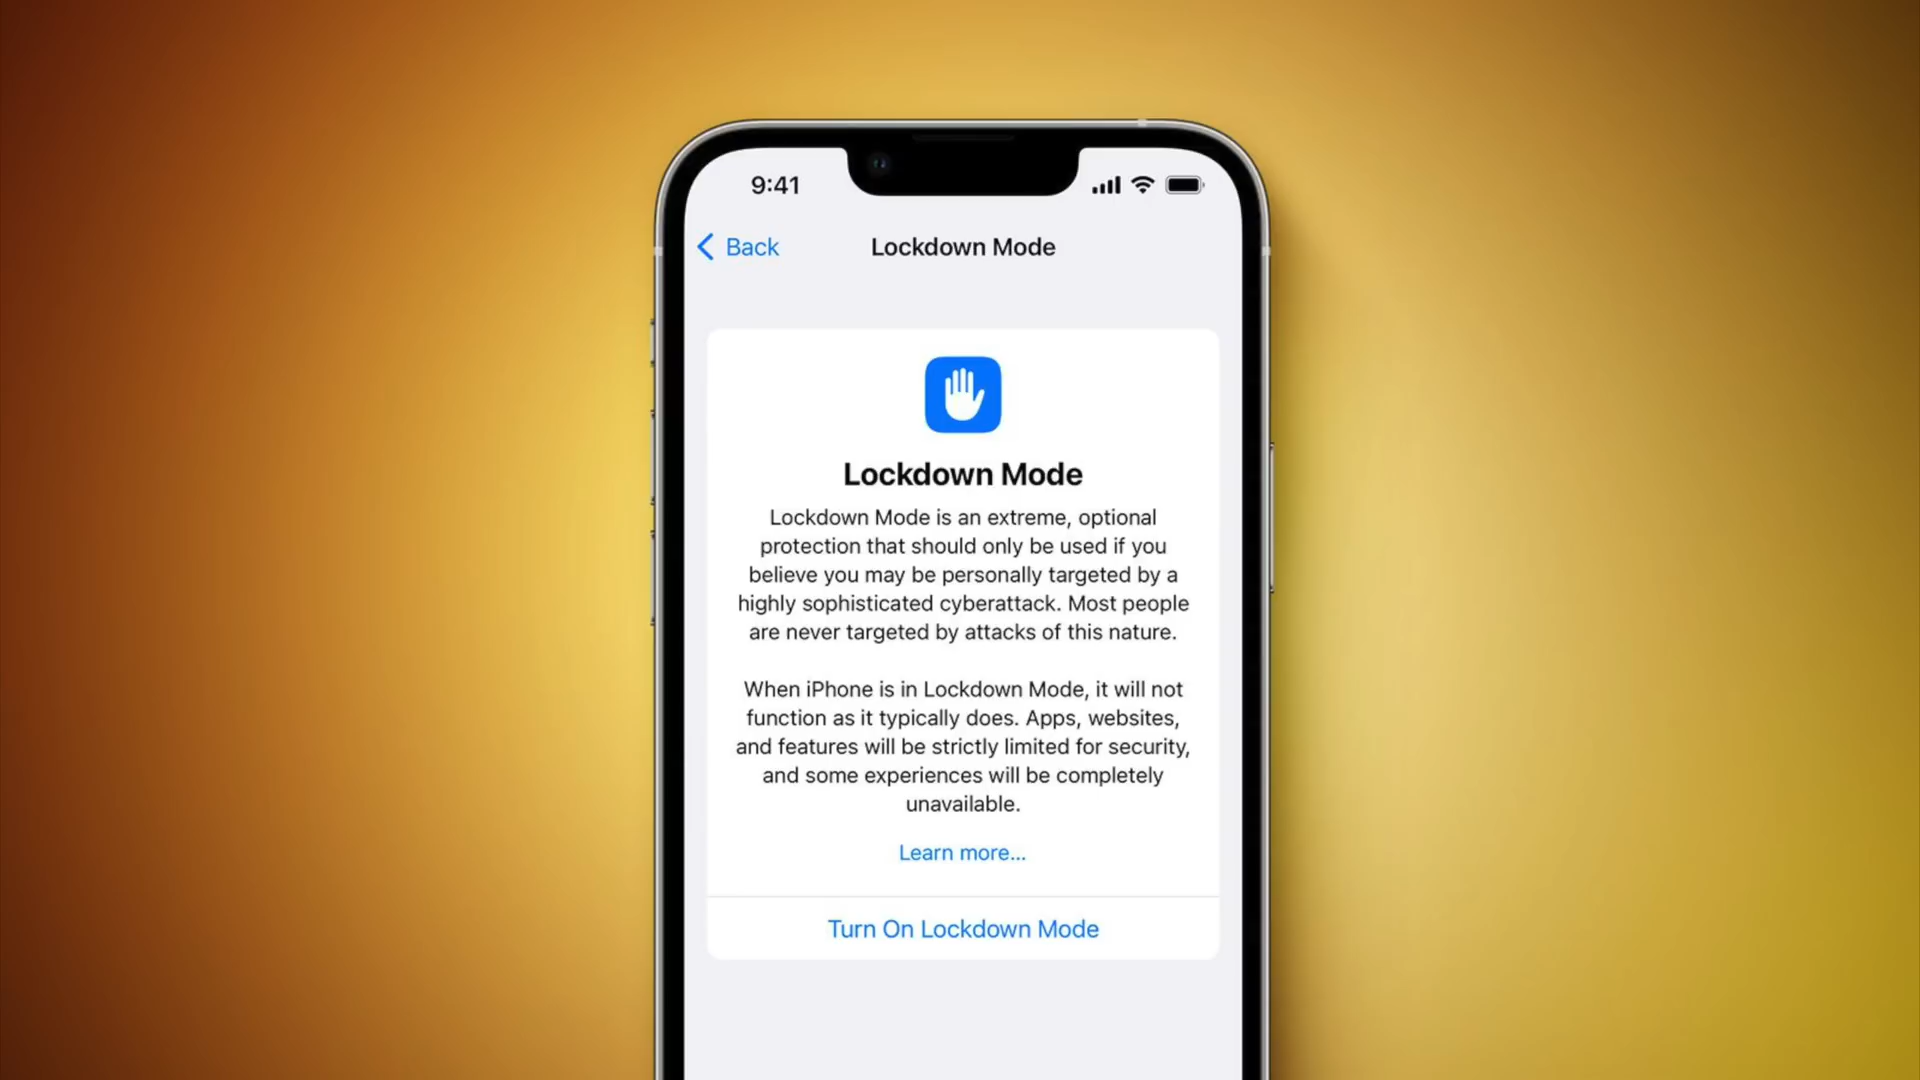 9:41
Back
Lockdown Mode
Lockdown Mode
Lockdown Mode is an extreme, optional
protection that should only be used if you
believe you may be personally targeted by a
highly sophisticated cyberattack. Most people
are never targeted by attacks of this nature.
When iPhone is in Lockdown Mode, it will not
function as it typically does. Apps, websites,
and features will be strictly limited for security,
and some experiences will be completely
unavailable.
Learn more...
Turn On Lockdown Mode